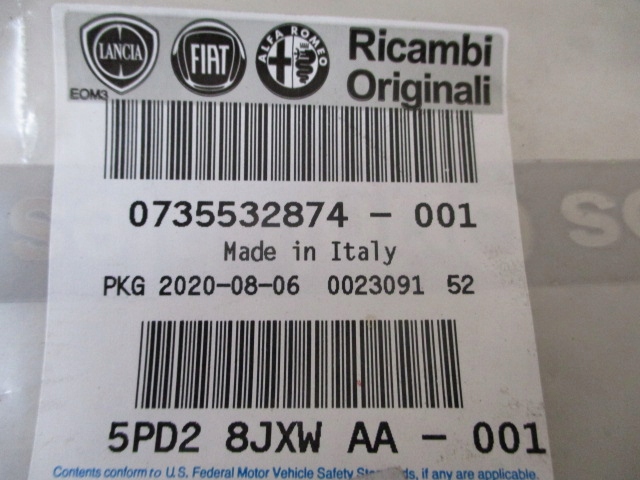 LANCIA FIAT ALFA ROMEO Ricambi
Originali
EOM3
0735532874 - 001
Made in Italy
PKG 2020-08-06 0023091 52
5PD2 8JXW AA - 001
Contents conform to U.S. Federal Motor Vehicle Safety if any are applicable.